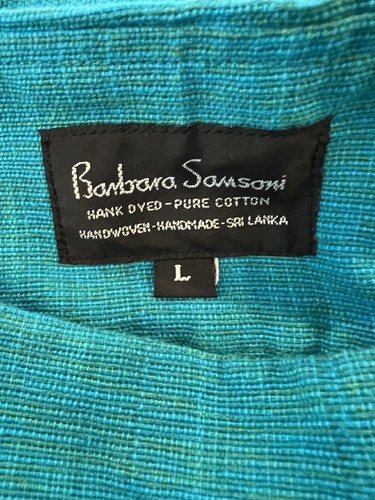 Barbara Sansoni
HANK DYED-PURE COTTON
HANDWOVEN-HANDMADE-SRI LANKA
L